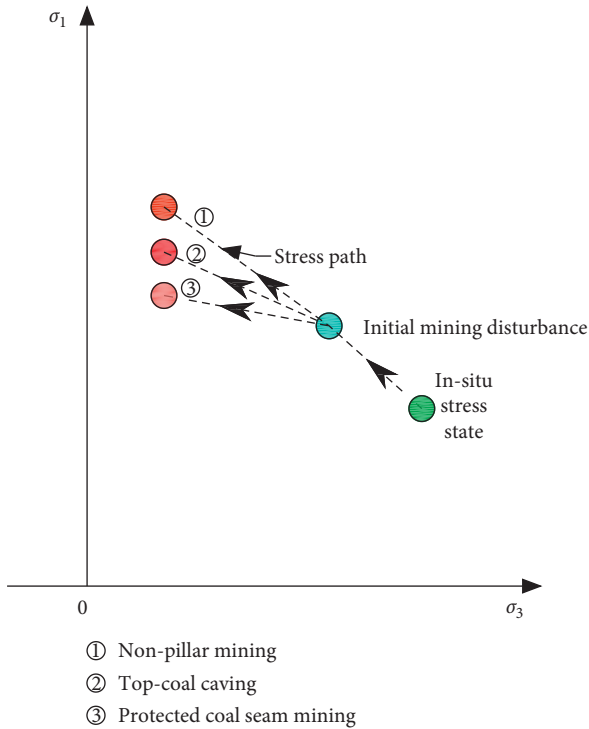 σ1
①
②
Stress path
③
Initial mining disturbance
In-situ
stress
state
0
σ3
① Non-pillar mining
② Top-coal caving
③ Protected coal seam mining